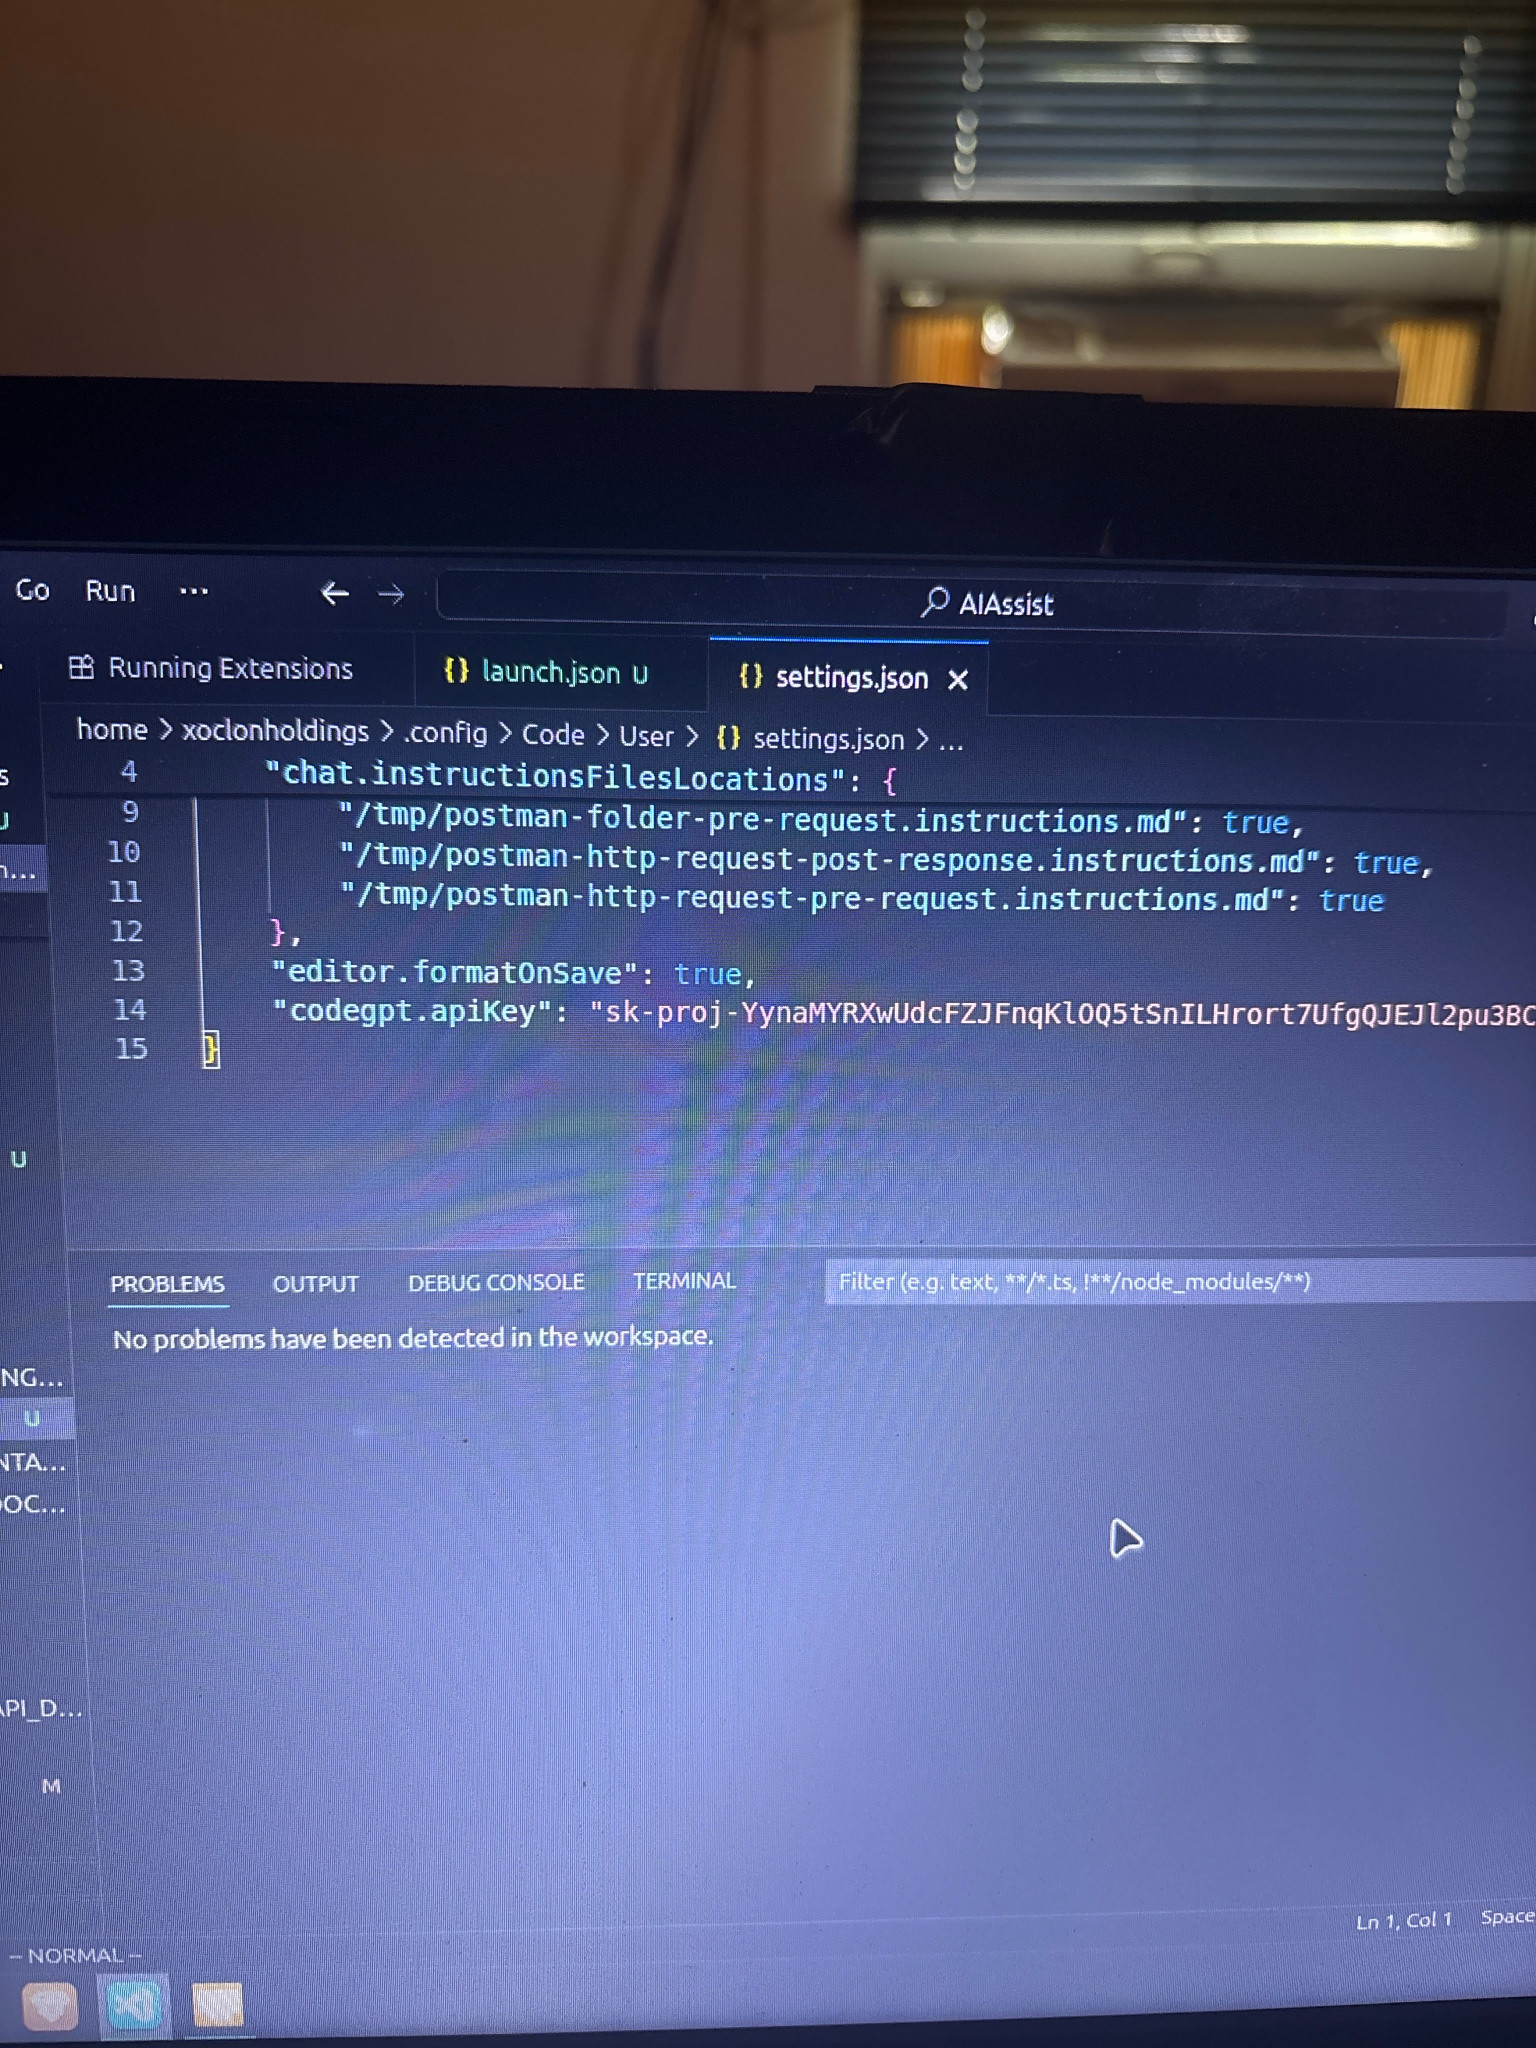 Go Run ...
AIAssist
Running Extensions
launch.json U
settings.json
home > xoclonholdings > .config > Code > User > {} settings.json > ...
4 "chat.instructionsFilesLocations": {
9 "/tmp/postman-folder-pre-request.instructions.md": true,
10 "/tmp/postman-http-request-post-response.instructions.md": true,
11 "/tmp/postman-http-request-pre-request.instructions.md": true
12 },
13 "editor.formatOnSave": true,
14 "codegpt.apiKey": "sk-proj-YynaMYRXwUdcFZJFnqKlOQ5tSnILHrort7UfgQJEJl2pu3BC
15 }
U
PROBLEMS OUTPUT DEBUG CONSOLE TERMINAL Filter (e.g. text, **/*.ts, !**/node_modules/**)
No problems have been detected in the workspace.
NG...
U
NTA...
OC...
API_D...
M
Ln 1, Col 1 Space
-- NORMAL --